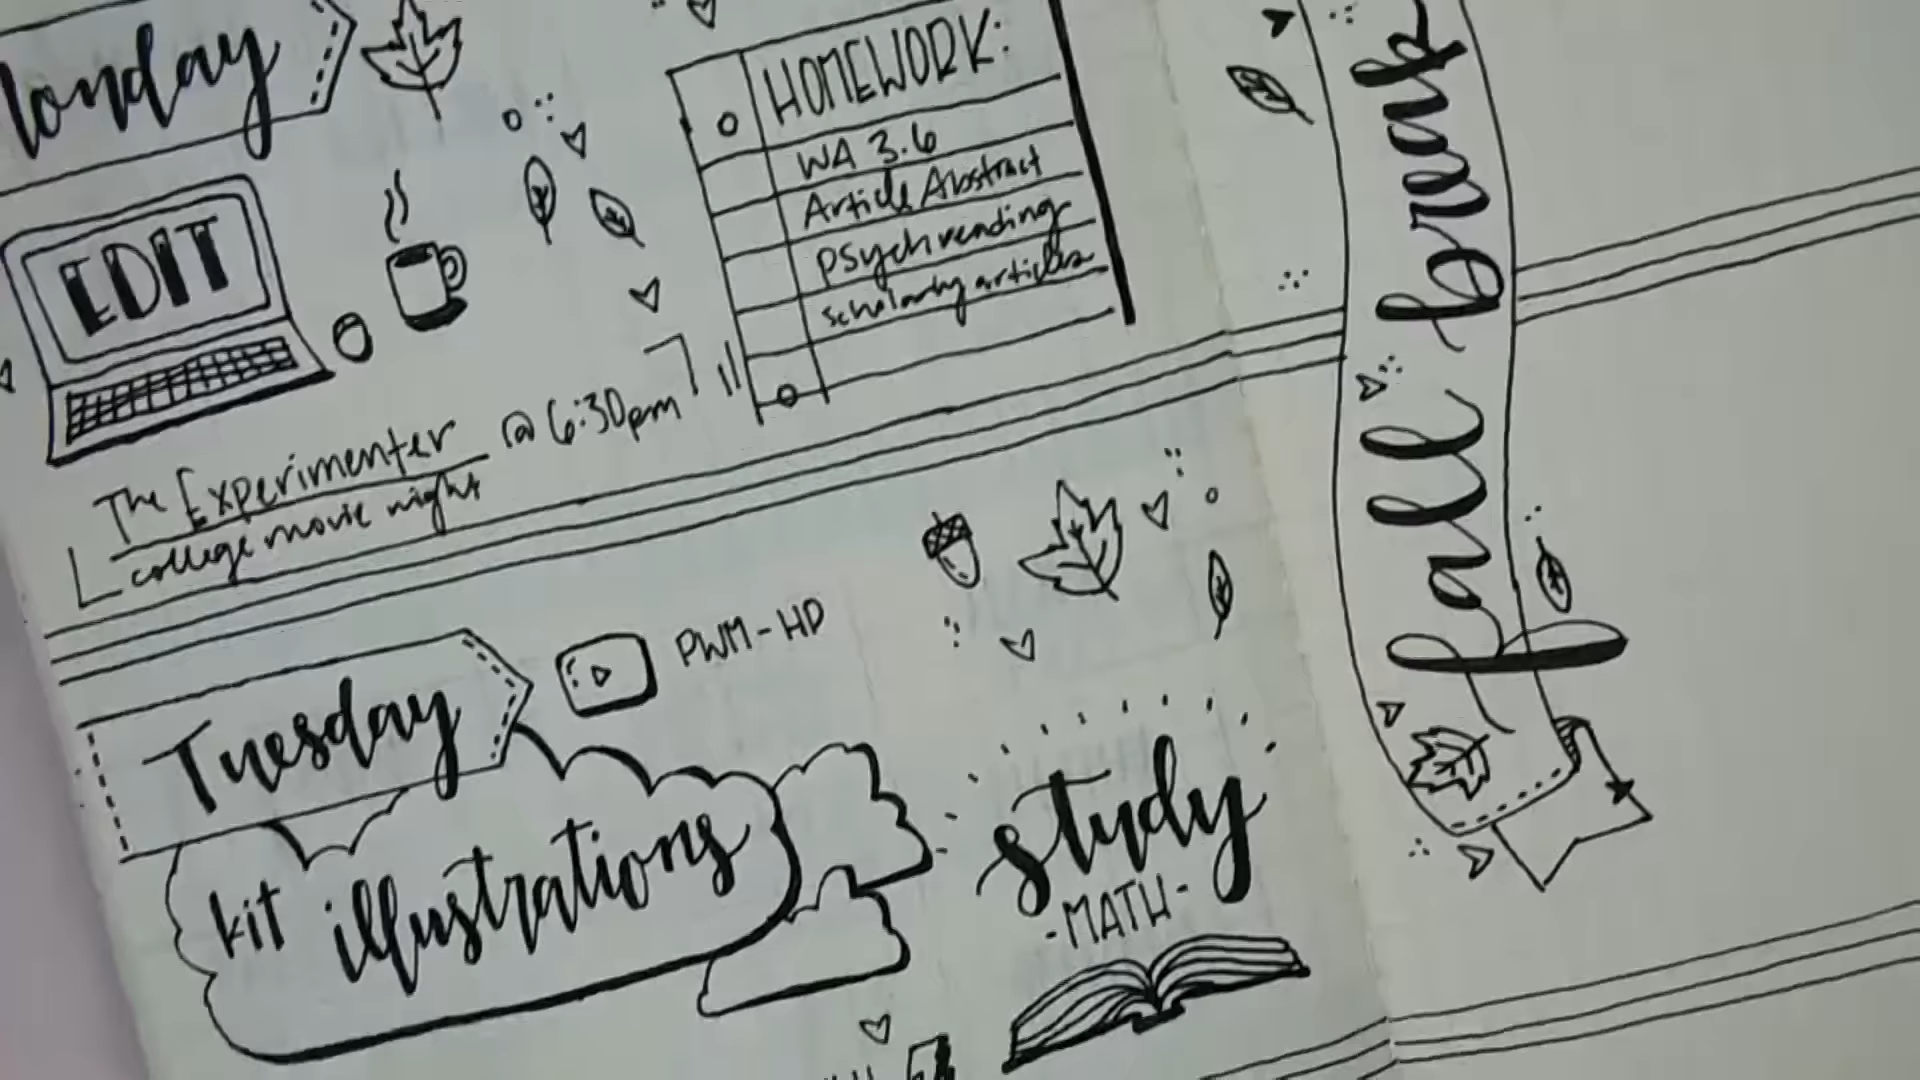 Monday
HOMEWORK:
WA 3.6
Article Abstract
psych reading
scholarly articles
EDIT
The Experimenter @ 6:30pm
college movie night
fall break
Tuesday
PWM-HD
kit illustrations
study
-MATH-